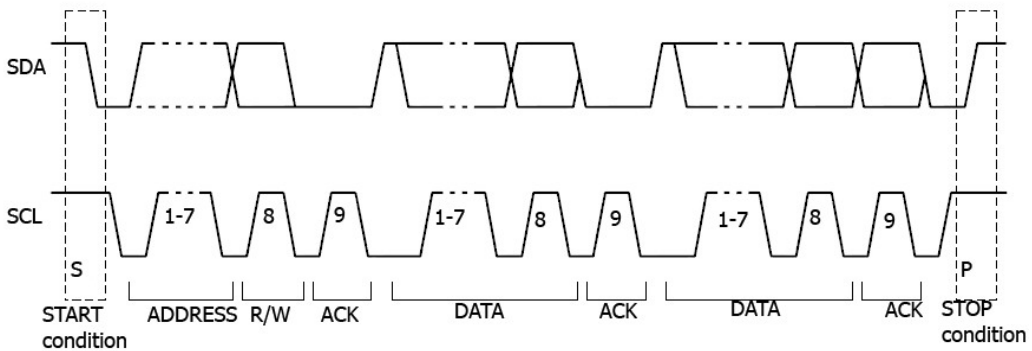 SDA
SCL
1-7
8
9
1-7
8
9
1-7
8
9
S
P
START
condition
ADDRESS
R/W
ACK
DATA
ACK
DATA
ACK
STOP
condition